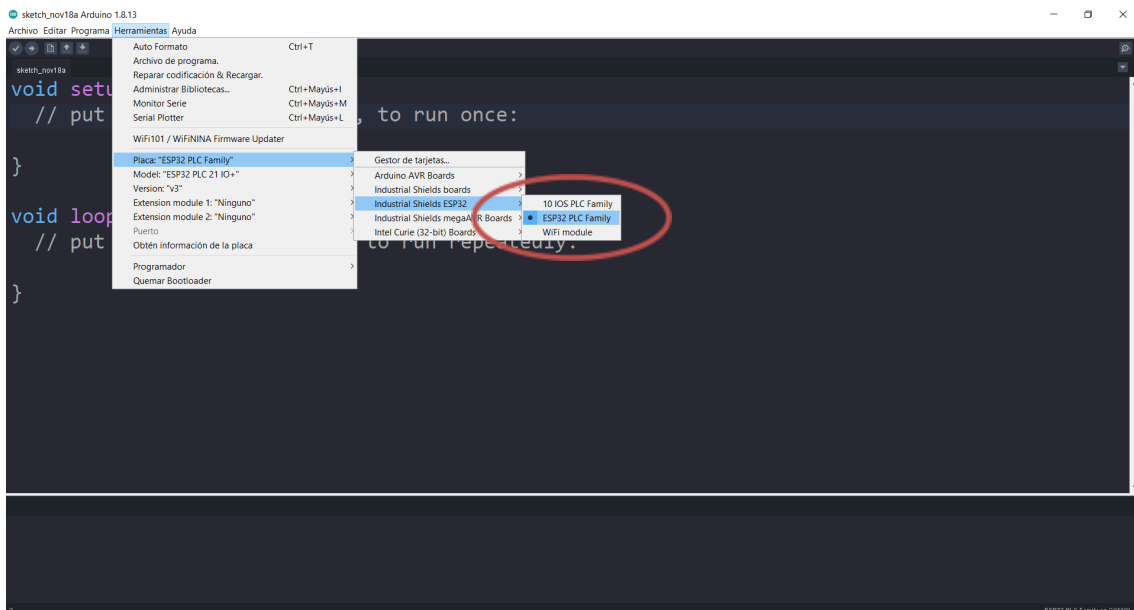 sketch_nov18a Arduino 1.8.13
Archivo Editar Programa Herramientas Ayuda
sketch_nov18a
Auto Formato Ctrl+T
Archivo de programa.
Reparar codificación & Recargar.
Administrar Bibliotecas... Ctrl+Mayús+I
Monitor Serie Ctrl+Mayús+M
Serial Plotter Ctrl+Mayús+L
WiFi101 / WiFiNINA Firmware Updater
Placa: "ESP32 PLC Family"
Model: "ESP32 PLC 21 IO+"
Version: "v3"
Extension module 1: "Ninguno"
Extension module 2: "Ninguno"
Puerto
Obtén información de la placa
Programador
Quemar Bootloader
Gestor de tarjetas...
Arduino AVR Boards
Industrial Shields boards
Industrial Shields ESP32
Industrial Shields megaAVR Boards
Intel Curie (32-bit) Boards
10 IOS PLC Family
ESP32 PLC Family
WiFi module
void setu
// put , to run once:
}
void loop
// put to run repeatedly:
}